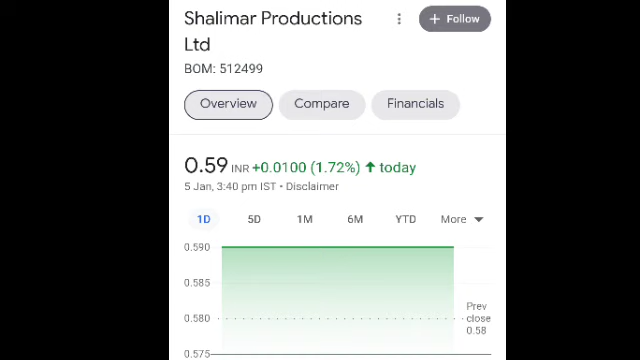 Shalimar Productions
Ltd
⋮ + Follow
BOM: 512499
Overview Compare Financials
0.59 INR +0.0100 (1.72%) ↑ today
5 Jan, 3:40 pm IST • Disclaimer
1D 5D 1M 6M YTD More ▼
0.590
0.585
0.580
0.575
Prev
close
0.58